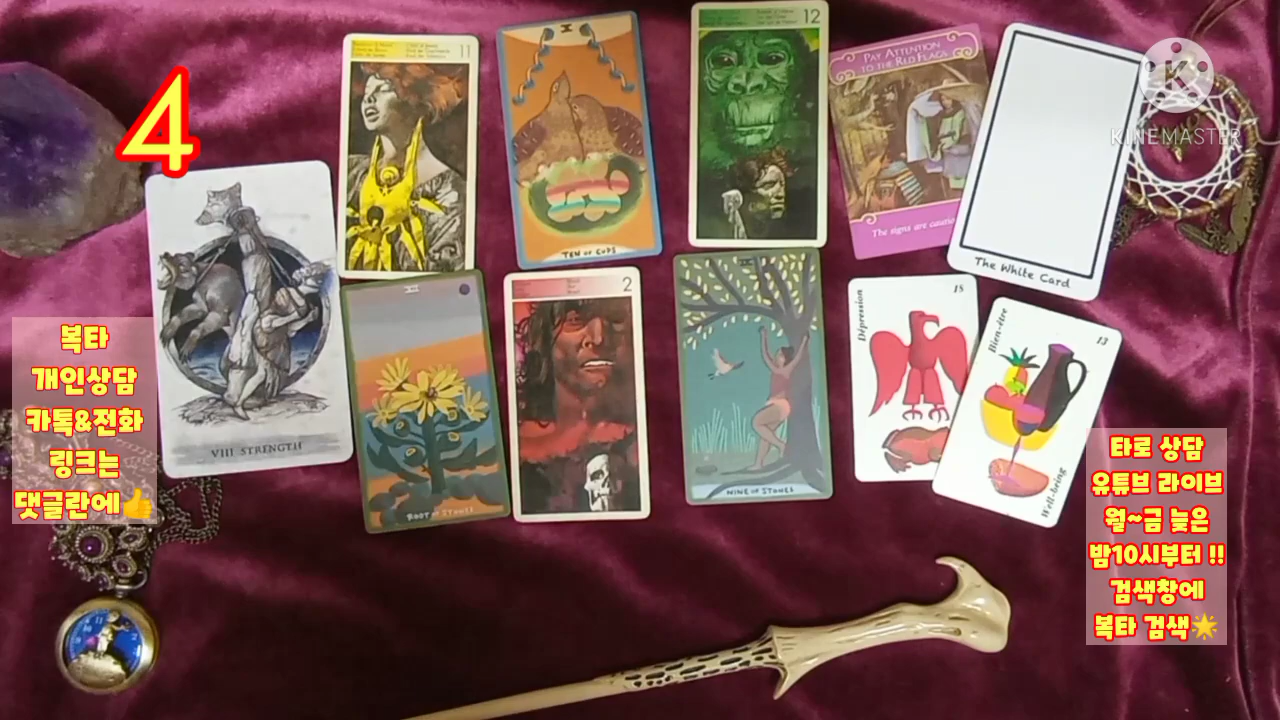 4
11
X
TEN OF CUPS
12
PAY ATTENTION
TO THE RED FLAGS
The signs are
The White Card
KINEMASTER
VIII STRENGTH
ROOT OF STONES
2
NINE OF STONES
Dépression
18
Bien-être
13
Well-being
복타
개인상담
카톡&전화
링크는
댓글란에👍
타로 상담
유튜브 라이브
월~금 늦은
밤10시부터 !!
검색창에
복타 검색🌟